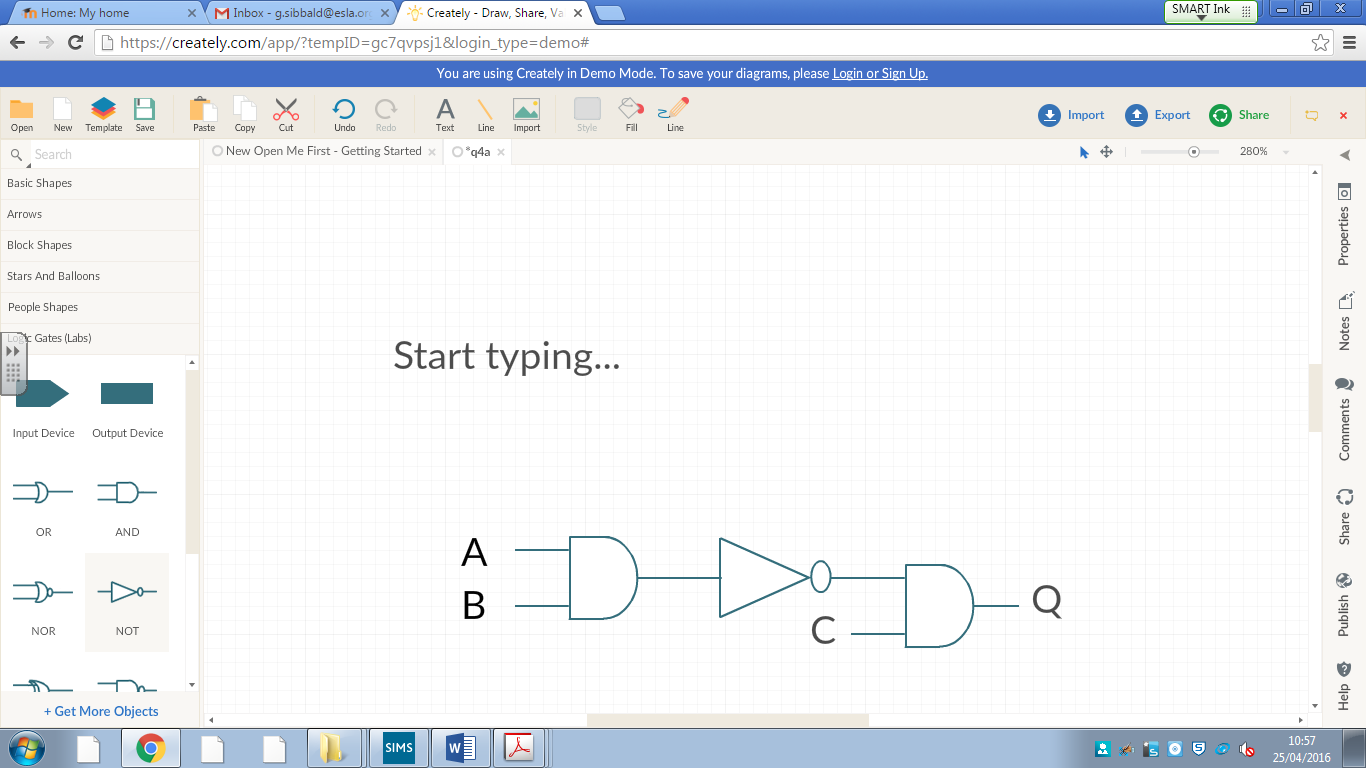 Home: My home
Inbox - g.sibbald@esla.or
Creately - Draw, Share, Va
SMART Ink
https://creately.com/app/?tempID=gc7qvpsj1&login_type=demo#
You are using Creately in Demo Mode. To save your diagrams, please Login or Sign Up.
Open
New
Template
Save
Paste
Copy
Cut
Undo
Redo
Text
Line
Import
Style
Fill
Line
Import
Export
Share
Search
New Open Me First - Getting Started
*q4a
280%
Basic Shapes
Arrows
Block Shapes
Stars And Balloons
People Shapes
Logic Gates (Labs)
Input Device
Output Device
OR
AND
NOR
NOT
+ Get More Objects
Start typing...
A
B
C
Q
Properties
Notes
Comments
Share
Publish
Help
SIMS
10:57
25/04/2016